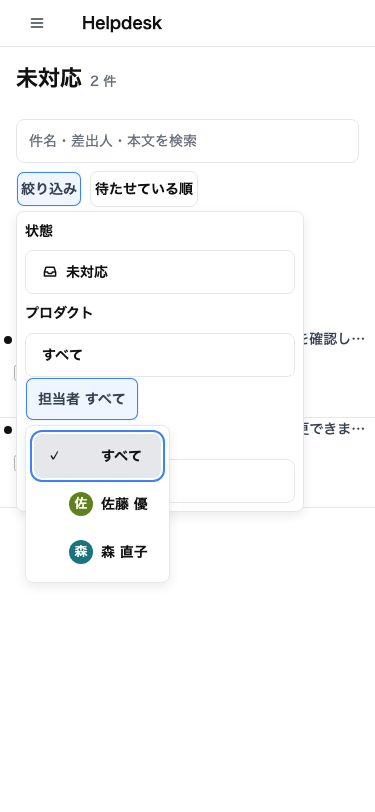 Helpdesk
未対応 2 件
件名・差出人・本文を検索
絞り込み 待たせている順
状態
未対応
プロダクト
すべて
を確認し…
担当者 すべて
更できま…
✓ すべて
佐 佐藤 優
森 森 直子